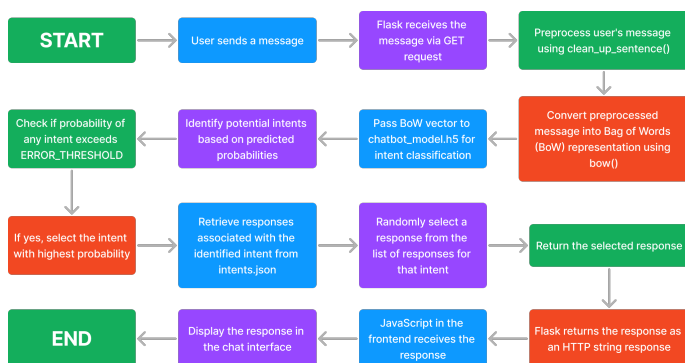 START
User sends a message
Flask receives the
message via GET
request
Preprocess user's message
using clean_up_sentence()
Convert preprocessed
message into Bag of Words
(BoW) representation using
bow()
Pass BoW vector to
chatbot_model.h5 for
intent classification
Identify potential intents
based on predicted
probabilities
Check if probability of
any intent exceeds
ERROR_THRESHOLD
If yes, select the intent
with highest probability
Retrieve responses
associated with the
identified intent from
intents.json
Randomly select a
response from the
list of responses for
that intent
Return the selected response
Flask returns the response as
an HTTP string response
JavaScript in the
frontend receives the
response
Display the response in
the chat interface
END